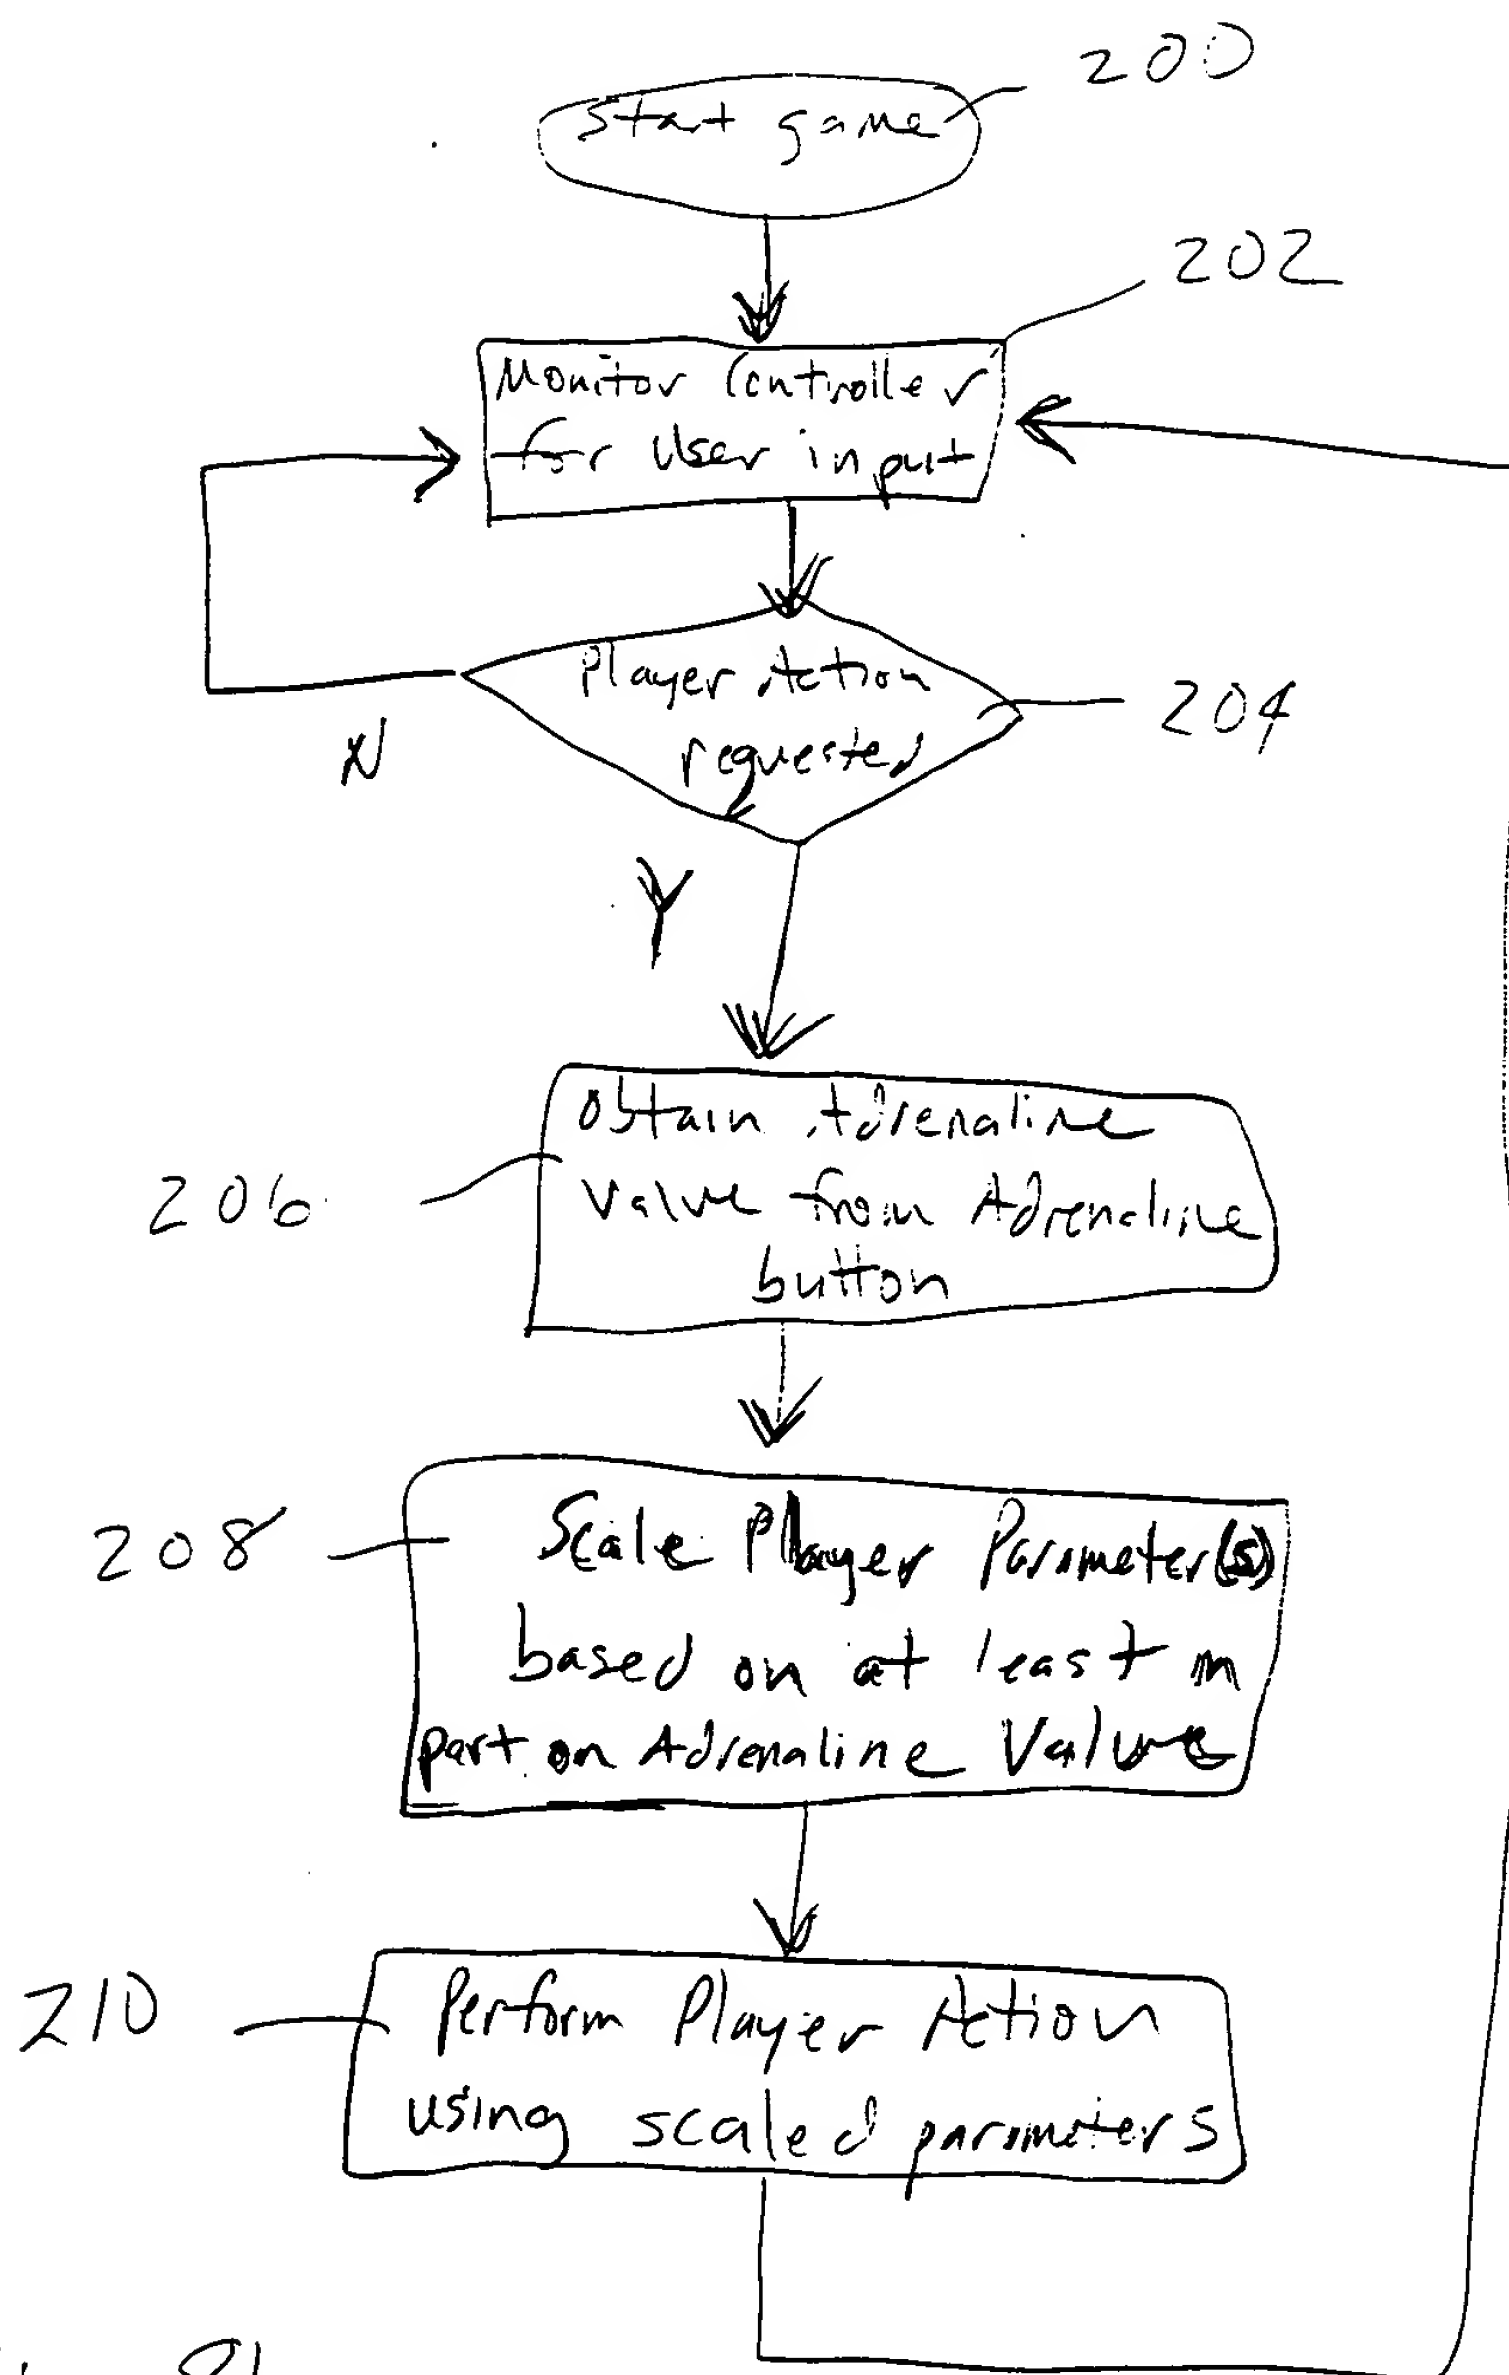 200
Start game
202
Monitor Controller
for User input
Player Action
requested
204
N
Y
Obtain Adrenaline
Value from Adrenaline
button
206
Scale Player Parameter(s)
based on at least in
part on Adrenaline Value
208
Perform Player Action
using scaled parameters
210